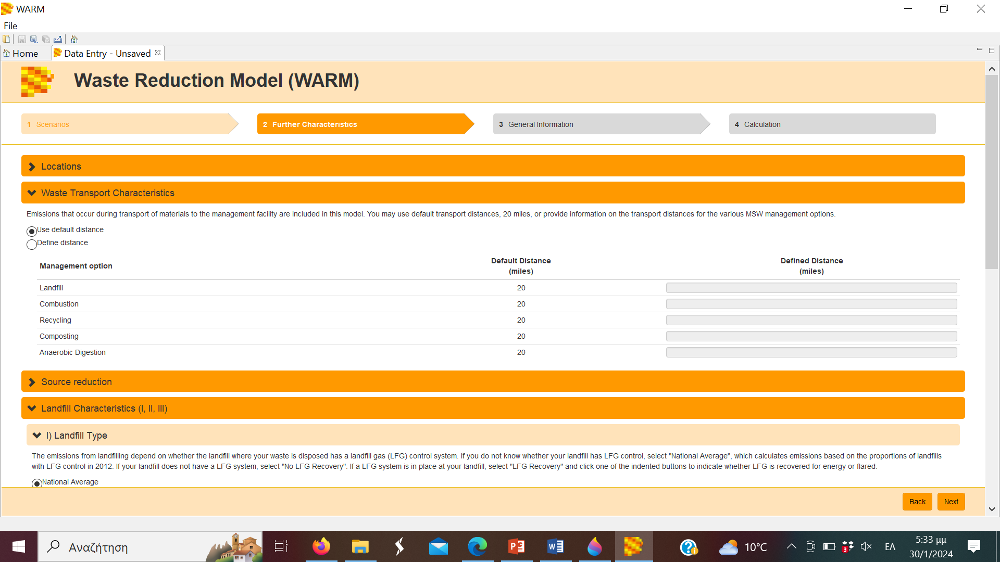 WARM
File
Home
Data Entry - Unsaved
Waste Reduction Model (WARM)
1 Scenarios
2 Further Characteristics
3 General Information
4 Calculation
Locations
Waste Transport Characteristics
Emissions that occur during transport of materials to the management facility are included in this model. You may use default transport distances, 20 miles, or provide information on the transport distances for the various MSW management options.
Use default distance
Define distance
Management option
Default Distance
(miles)
Defined Distance
(miles)
Landfill 20
Combustion 20
Recycling 20
Composting 20
Anaerobic Digestion 20
Source reduction
Landfill Characteristics (I, II, III)
I) Landfill Type
The emissions from landfilling depend on whether the landfill where your waste is disposed has a landfill gas (LFG) control system. If you do not know whether your landfill has LFG control, select "National Average", which calculates emissions based on the proportions of landfills
with LFG control in 2012. If your landfill does not have a LFG system, select "No LFG Recovery". If a LFG system is in place at your landfill, select "LFG Recovery" and click one of the indented buttons to indicate whether LFG is recovered for energy or flared.
National Average
Back Next
Αναζήτηση
10°C
3
ΕΛ
5:33 μμ
30/1/2024